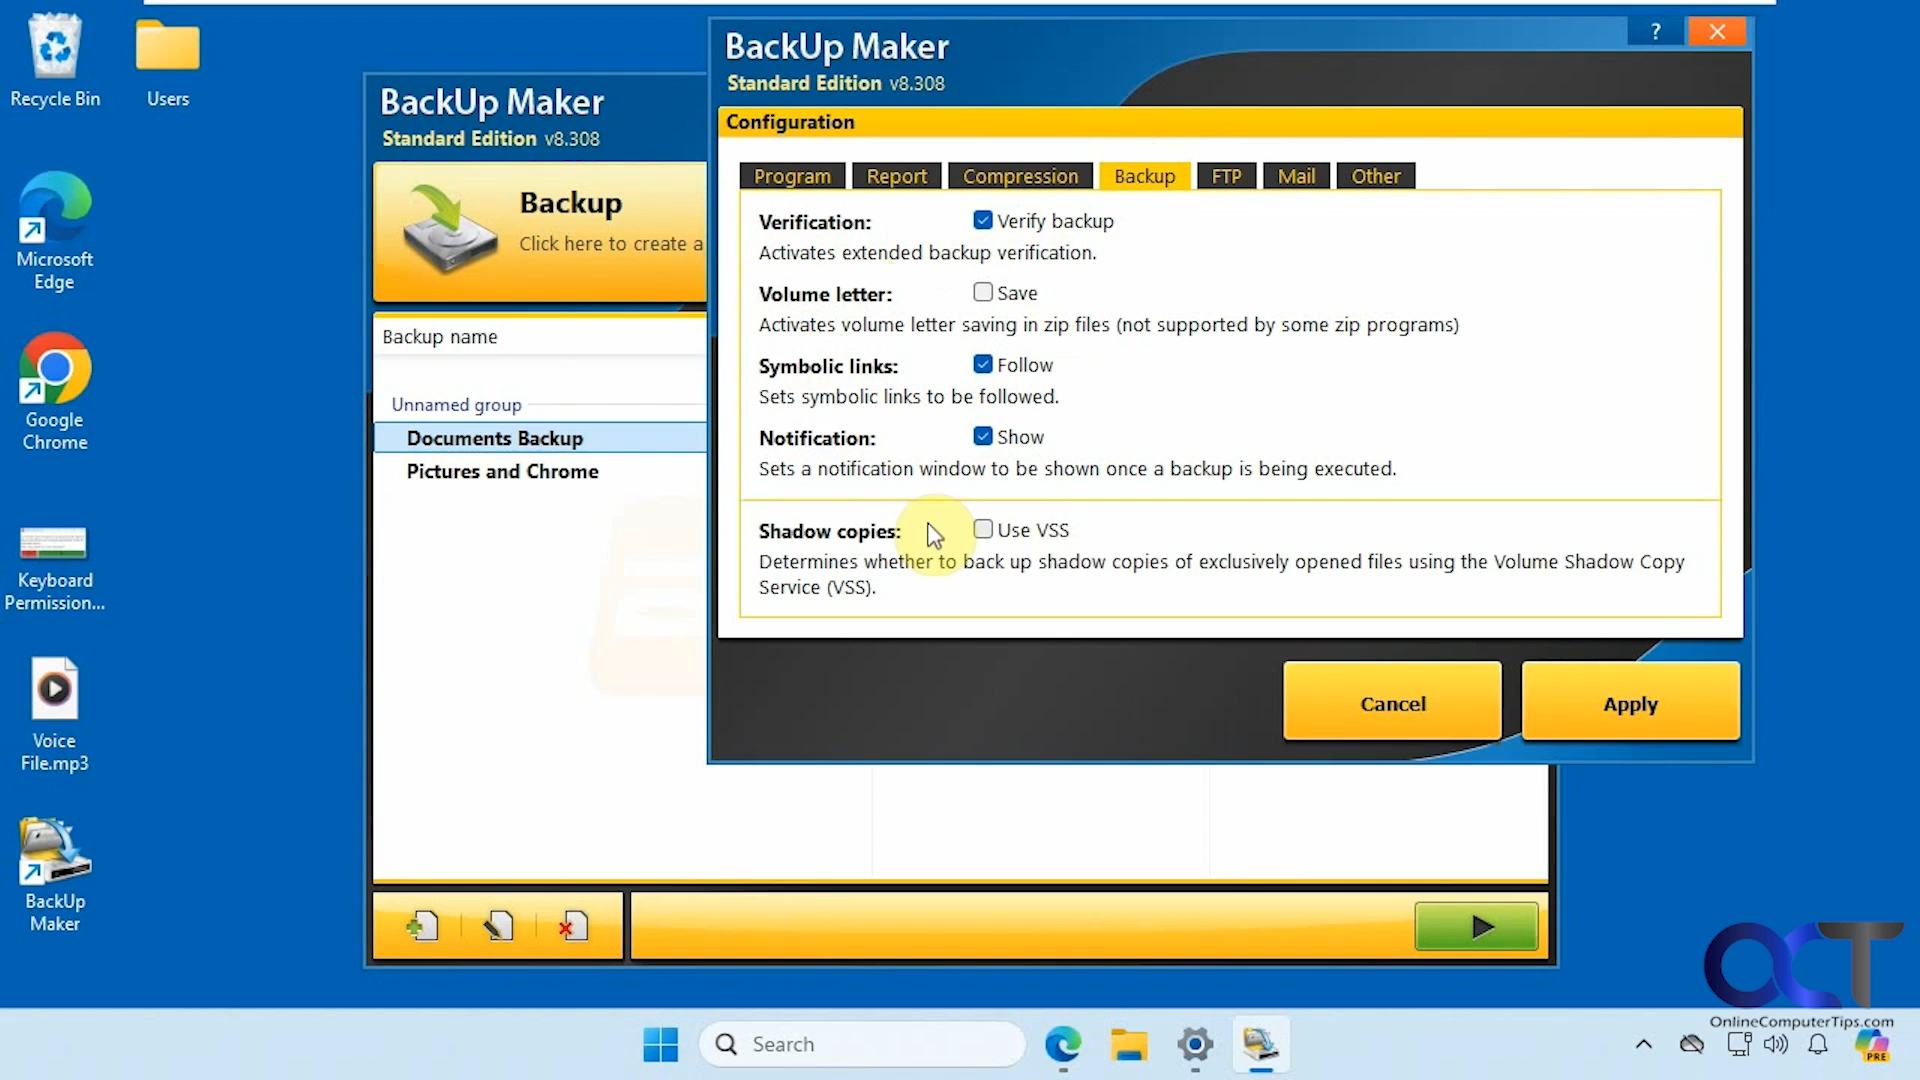 Recycle Bin
Users
Microsoft
Edge
Google
Chrome
Keyboard
Permission...
Voice
File.mp3
BackUp
Maker
BackUp Maker
Standard Edition v8.308
Backup
Click here to create a
Backup name
Unnamed group
Documents Backup
Pictures and Chrome
BackUp Maker
Standard Edition v8.308
?
Configuration
Program
Report
Compression
Backup
FTP
Mail
Other
Verification: Verify backup
Activates extended backup verification.
Volume letter: Save
Activates volume letter saving in zip files (not supported by some zip programs)
Symbolic links: Follow
Sets symbolic links to be followed.
Notification: Show
Sets a notification window to be shown once a backup is being executed.
Shadow copies: Use VSS
Determines whether to back up shadow copies of exclusively opened files using the Volume Shadow Copy
Service (VSS).
Cancel
Apply
OCT
OnlineComputerTips.com
Search
PRE